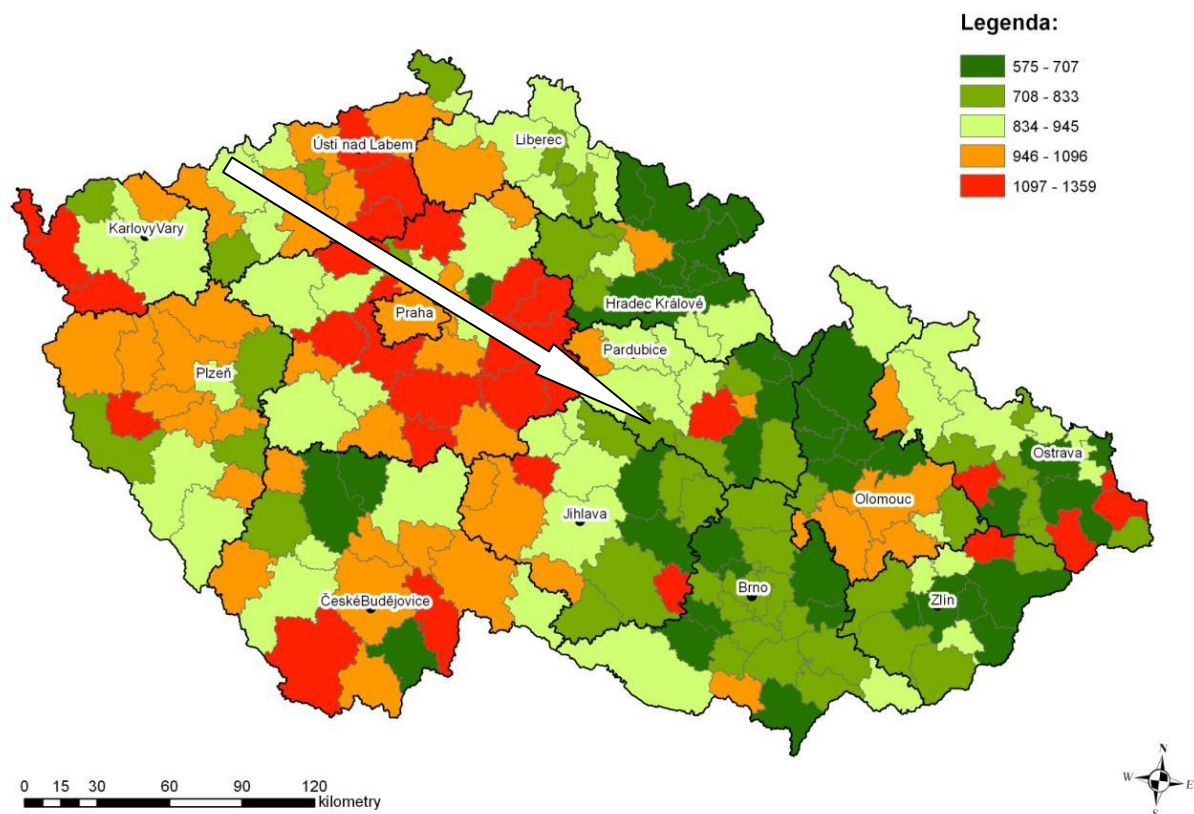 Legenda:
575 - 707
708 - 833
834 - 945
946 - 1096
1097 - 1359
Ústí nad Labem
Liberec
KarlovyVary
Hradec Králové
Praha
Pardubice
Plzeň
Ostrava
Olomouc
Jihlava
Brno
Zlín
ČeskéBudějovice
0 15 30 60 90 120
kilometry
N
W E
S